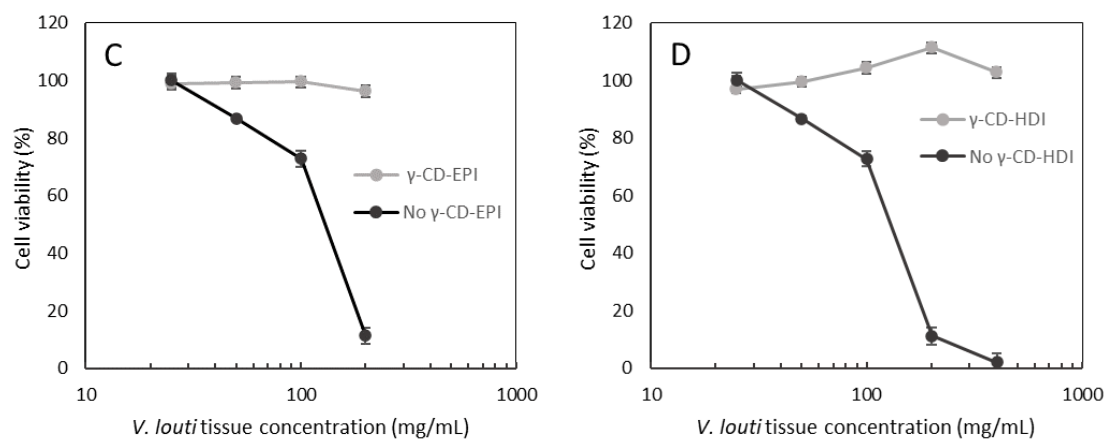 C
120
100
80
60
40
20
0
Cell viability (%)
γ-CD-EPI
No γ-CD-EPI
10 100 1000
V. louti tissue concentration (mg/mL)
D
120
100
80
60
40
20
0
Cell viability (%)
γ-CD-HDI
No γ-CD-HDI
10 100 1000
V. louti tissue concentration (mg/mL)